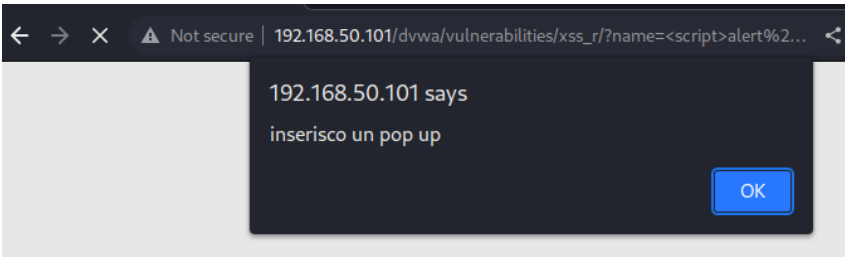 Not secure | 192.168.50.101/dvwa/vulnerabilities/xss_r/?name=<script>alert%2...
192.168.50.101 says
inserisco un pop up
OK